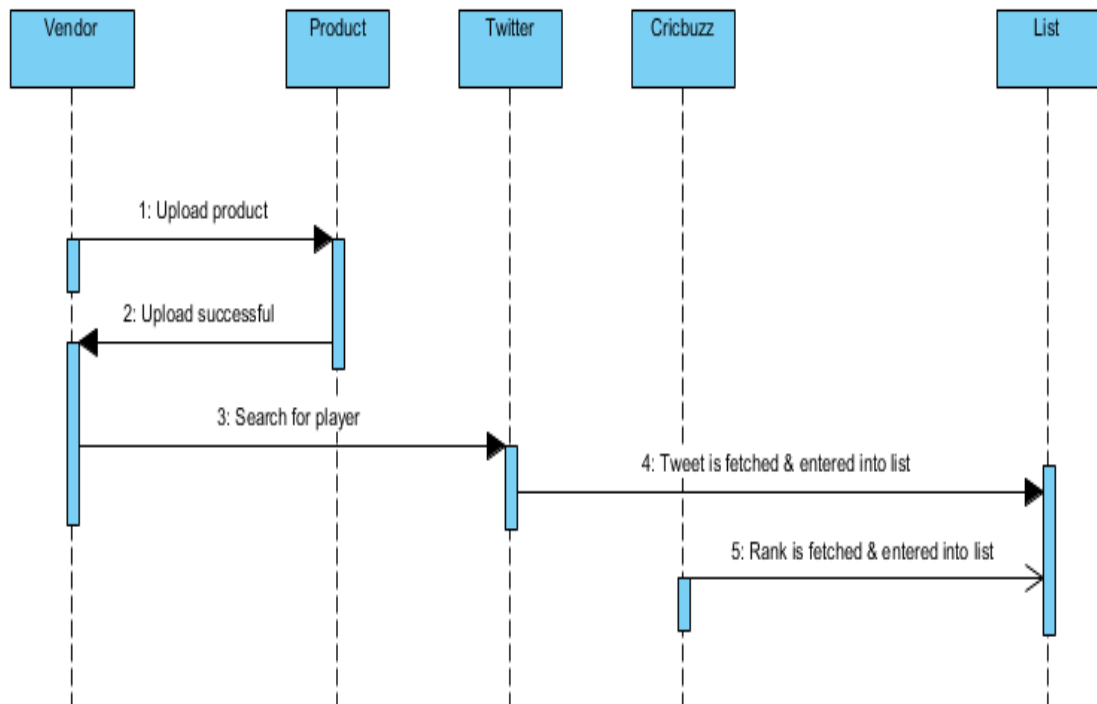 Vendor
Product
Twitter
Cricbuzz
List
1: Upload product
2: Upload successful
3: Search for player
4: Tweet is fetched & entered into list
5: Rank is fetched & entered into list